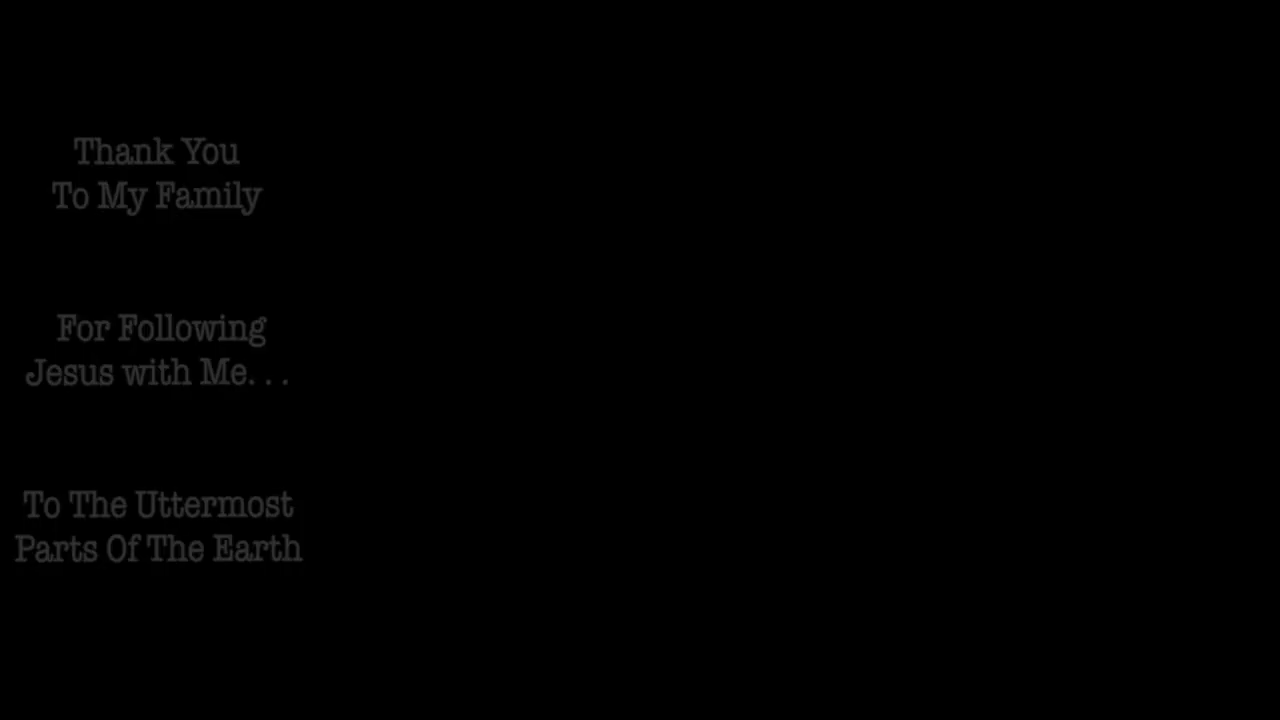 Thank You
To My Family
For Following
Jesus with Me. . .
To The Uttermost
Parts Of The Earth